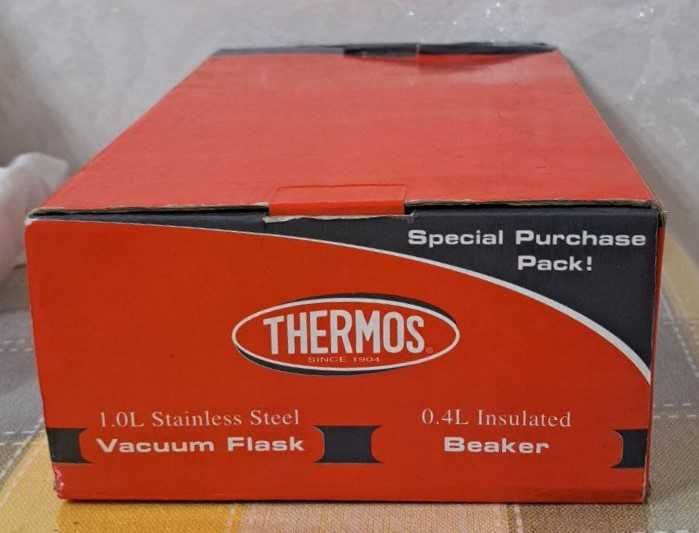 Special Purchase
Pack!
THERMOS
SINCE 1904
1.0L Stainless Steel
Vacuum Flask
0.4L Insulated
Beaker